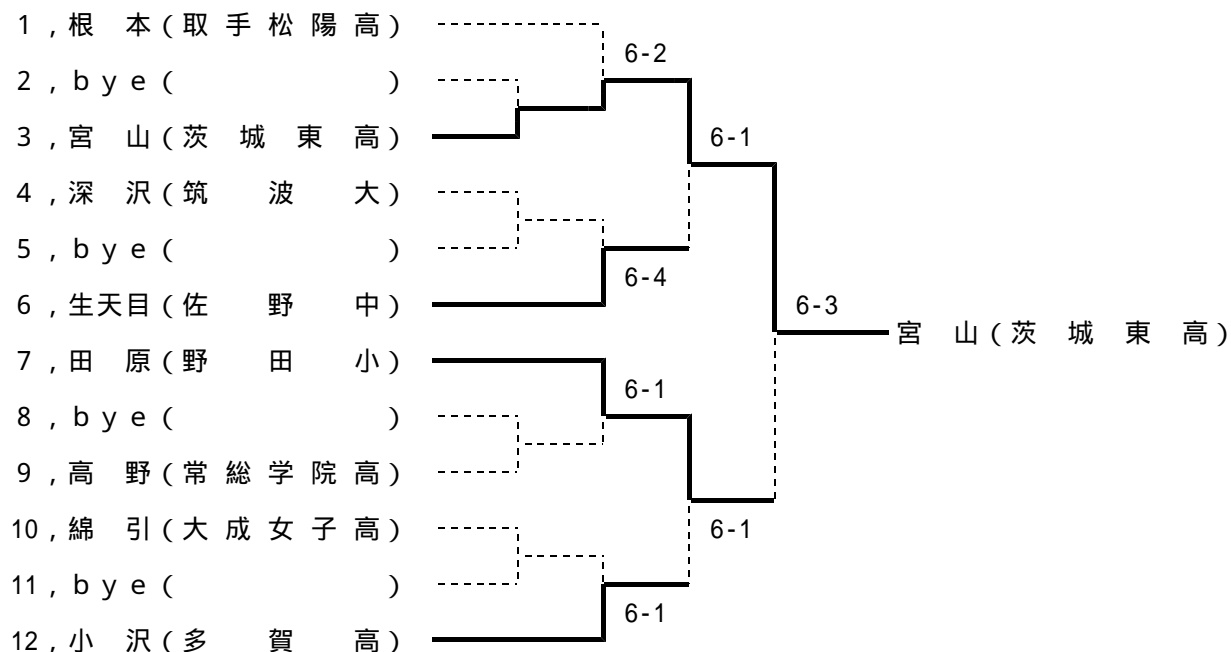 1 , 根 本 ( 取 手 松 陽 高 )
6-2
2 , b y e ( )
3 , 宮 山 ( 茨 城 東 高 )
6-1
4 , 深 沢 ( 筑 波 大 )
5 , b y e ( )
6-4
6 , 生天目 ( 佐 野 中 )
6-3
宮 山 ( 茨 城 東 高 )
7 , 田 原 ( 野 田 小 )
6-1
8 , b y e ( )
9 , 高 野 ( 常 総 学 院 高 )
10 , 綿 引 ( 大 成 女 子 高 )
6-1
11 , b y e ( )
6-1
12 , 小 沢 ( 多 賀 高 )